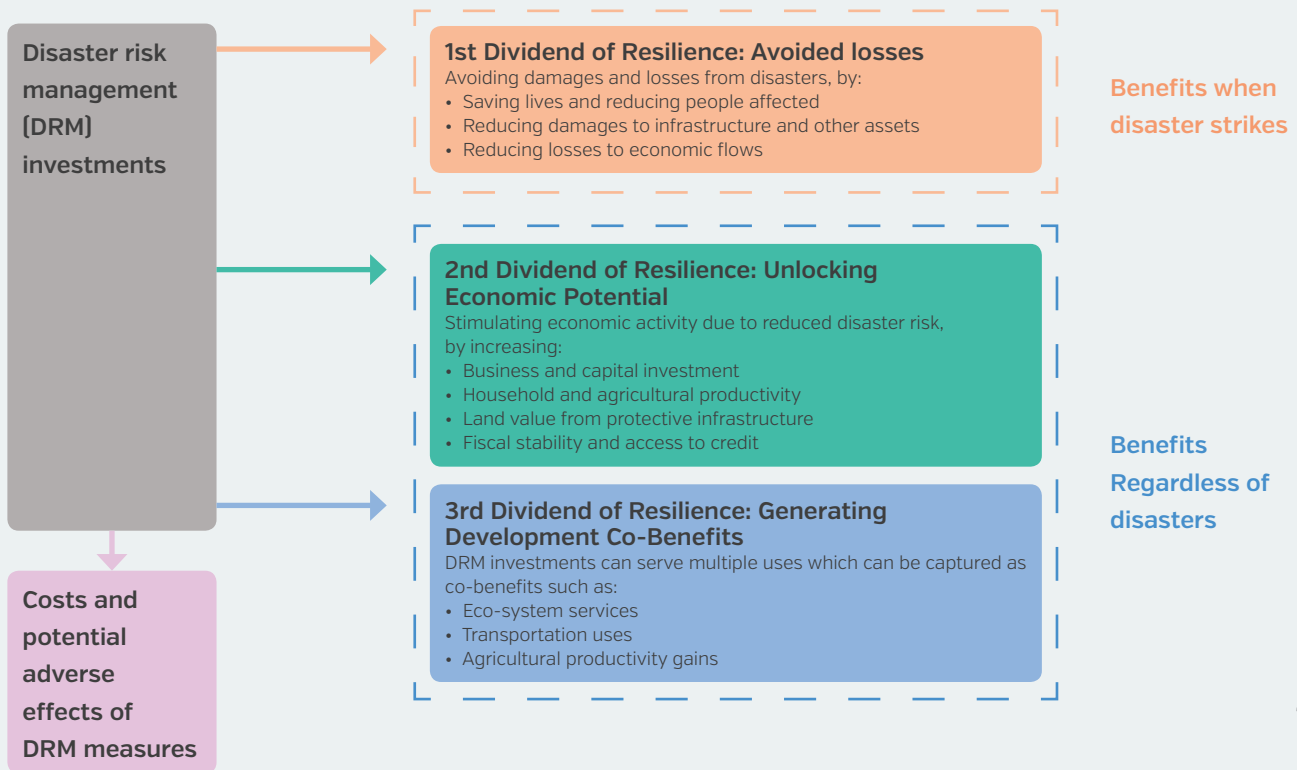 Disaster risk
management
(DRM)
investments
1st Dividend of Resilience: Avoided losses
Avoiding damages and losses from disasters, by:
• Saving lives and reducing people affected
• Reducing damages to infrastructure and other assets
• Reducing losses to economic flows
Benefits when
disaster strikes
2nd Dividend of Resilience: Unlocking
Economic Potential
Stimulating economic activity due to reduced disaster risk,
by increasing:
• Business and capital investment
• Household and agricultural productivity
• Land value from protective infrastructure
• Fiscal stability and access to credit
3rd Dividend of Resilience: Generating
Development Co-Benefits
DRM investments can serve multiple uses which can be captured as
co-benefits such as:
• Eco-system services
• Transportation uses
• Agricultural productivity gains
Benefits
Regardless of
disasters
Costs and
potential
adverse
effects of
DRM measures